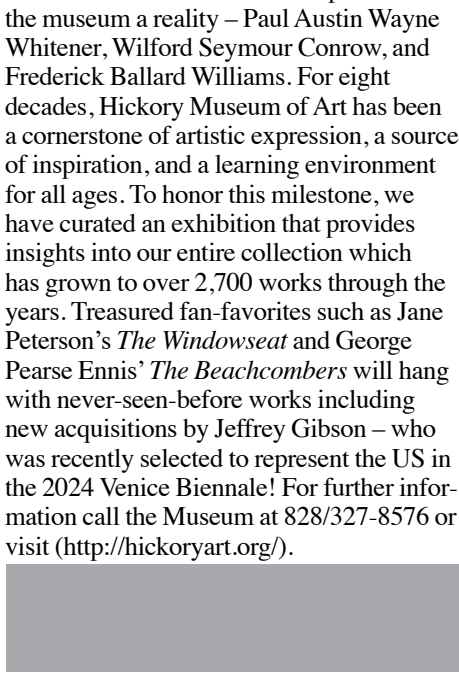 the museum a reality – Paul Austin Wayne
Whitener, Wilford Seymour Conrow, and
Frederick Ballard Williams. For eight
decades, Hickory Museum of Art has been
a cornerstone of artistic expression, a source
of inspiration, and a learning environment
for all ages. To honor this milestone, we
have curated an exhibition that provides
insights into our entire collection which
has grown to over 2,700 works through the
years. Treasured fan-favorites such as Jane
Peterson’s The Windowseat and George
Pearse Ennis’ The Beachcombers will hang
with never-seen-before works including
new acquisitions by Jeffrey Gibson – who
was recently selected to represent the US in
the 2024 Venice Biennale! For further infor-
mation call the Museum at 828/327-8576 or
visit (http://hickoryart.org/).